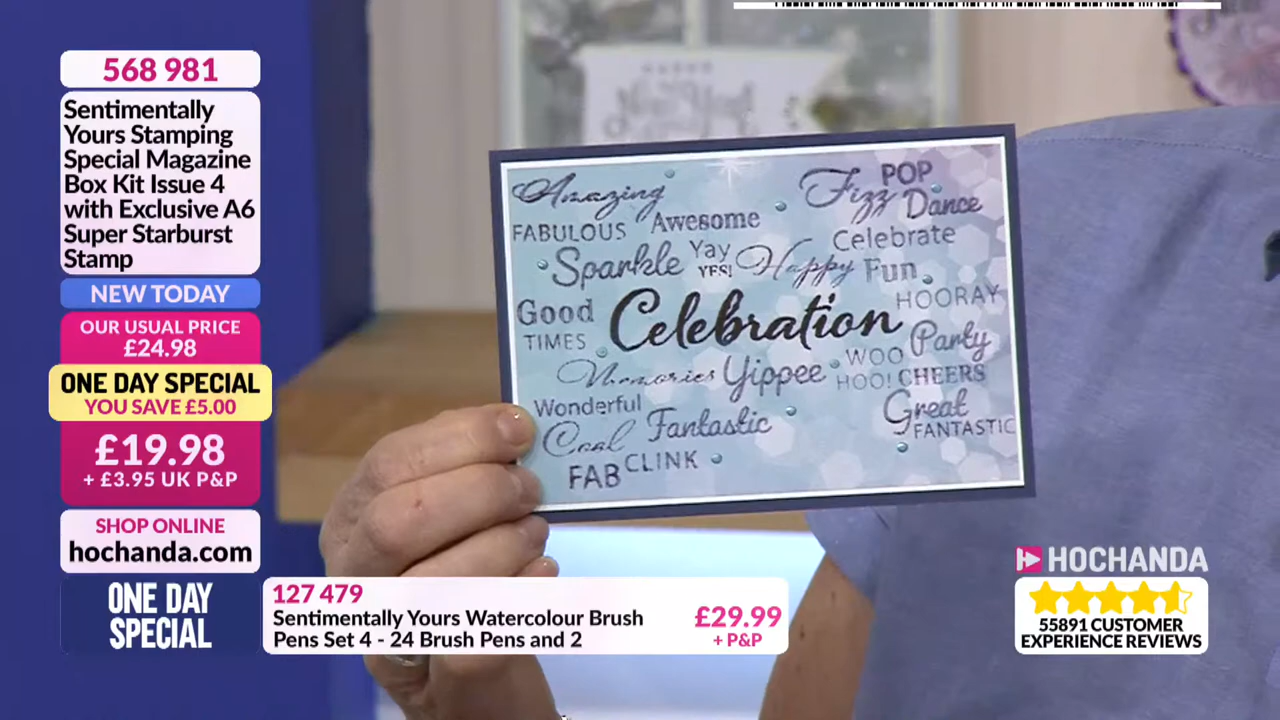 568 981
Sentimentally
Yours Stamping
Special Magazine
Box Kit Issue 4
with Exclusive A6
Super Starburst
Stamp
NEW TODAY
OUR USUAL PRICE
£24.98
ONE DAY SPECIAL
YOU SAVE £5.00
£19.98
+ £3.95 UK P&P
SHOP ONLINE
hochanda.com
ONE DAY
SPECIAL
127 479
Sentimentally Yours Watercolour Brush
Pens Set 4 - 24 Brush Pens and 2
£29.99
+ P&P
HOCHANDA
55891 CUSTOMER
EXPERIENCE REVIEWS
Amazing
Fizz
POP
Dance
FABULOUS
Awesome
Celebrate
Sparkle
Yay
YES!
Happy
Fun
HOORAY
Good
TIMES
Celebration
WOO
HOO!
Party
Memories
Yippee
CHEERS
Wonderful
Great
FANTASTIC
Cool
Fantastic
FAB
CLINK